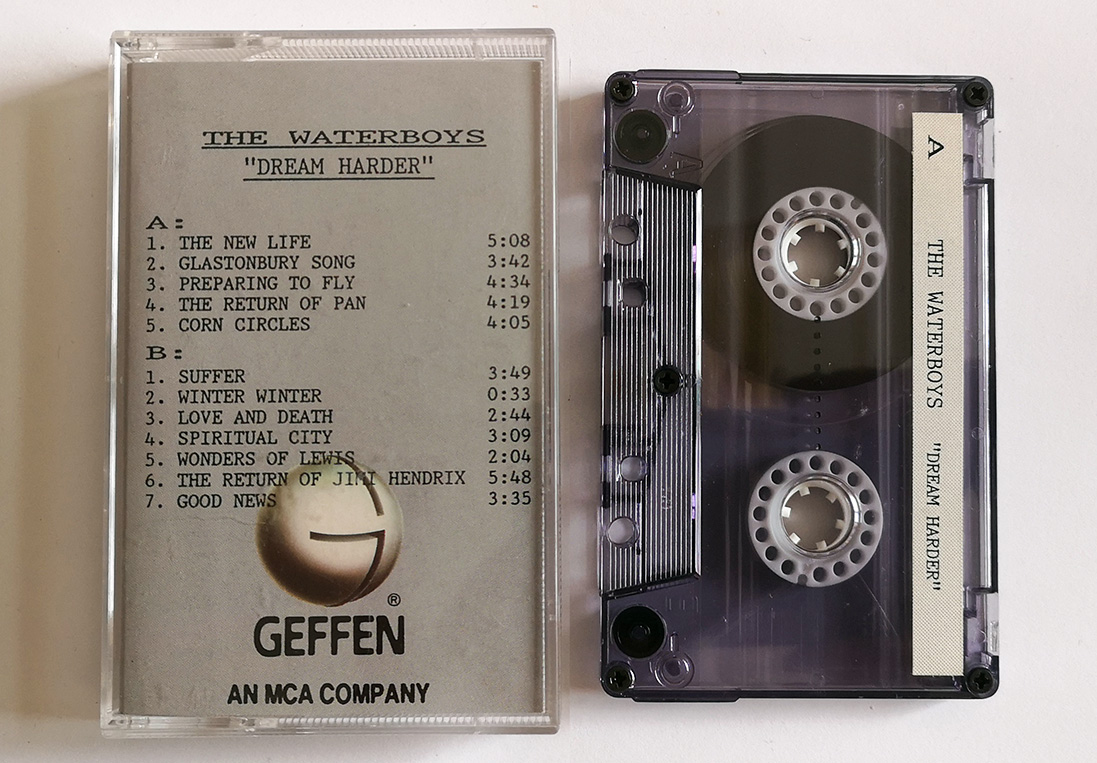 THE WATERBOYS
"DREAM HARDER"
A:
1. THE NEW LIFE 5:08
2. GLASTONBURY SONG 3:42
3. PREPARING TO FLY 4:34
4. THE RETURN OF PAN 4:19
5. CORN CIRCLES 4:05
B:
1. SUFFER 3:49
2. WINTER WINTER 0:33
3. LOVE AND DEATH 2:44
4. SPIRITUAL CITY 3:09
5. WONDERS OF LEWIS 2:04
6. THE RETURN OF JIMI HENDRIX 5:48
7. GOOD NEWS 3:35
®
GEFFEN
AN MCA COMPANY
A THE WATERBOYS "DREAM HARDER"
A